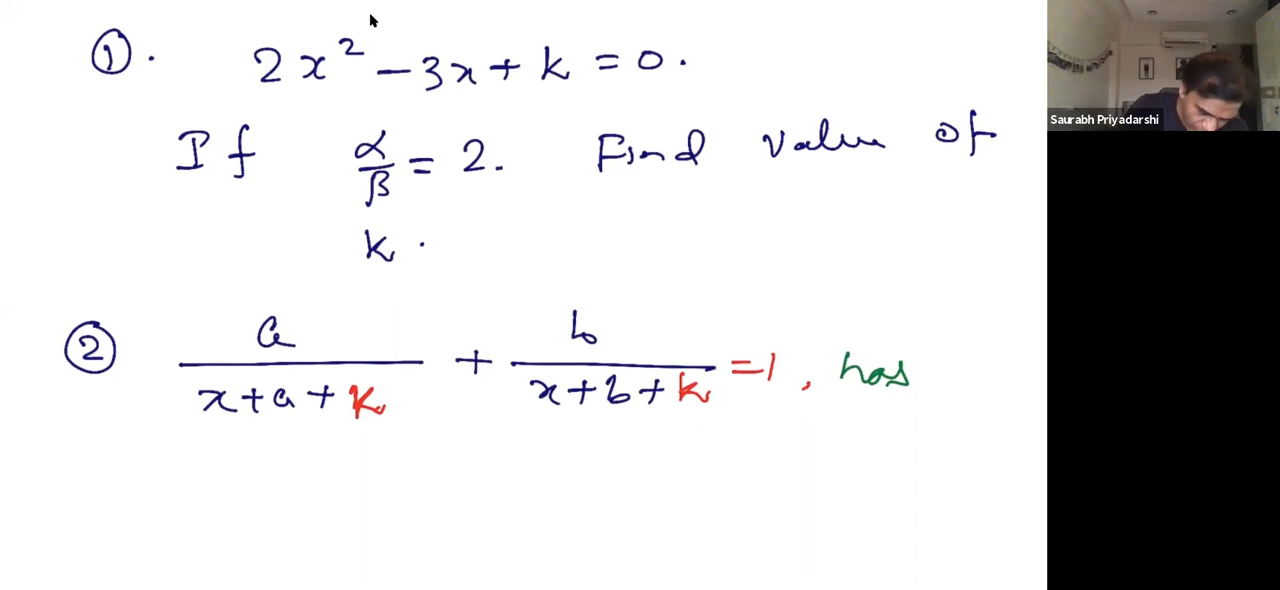 ①. 2x² - 3x + k = 0.
If α/β = 2. Find value of
k.
② a/(x+a+k) + b/(x+b+k) = 1, has
Saurabh Priyadarshi